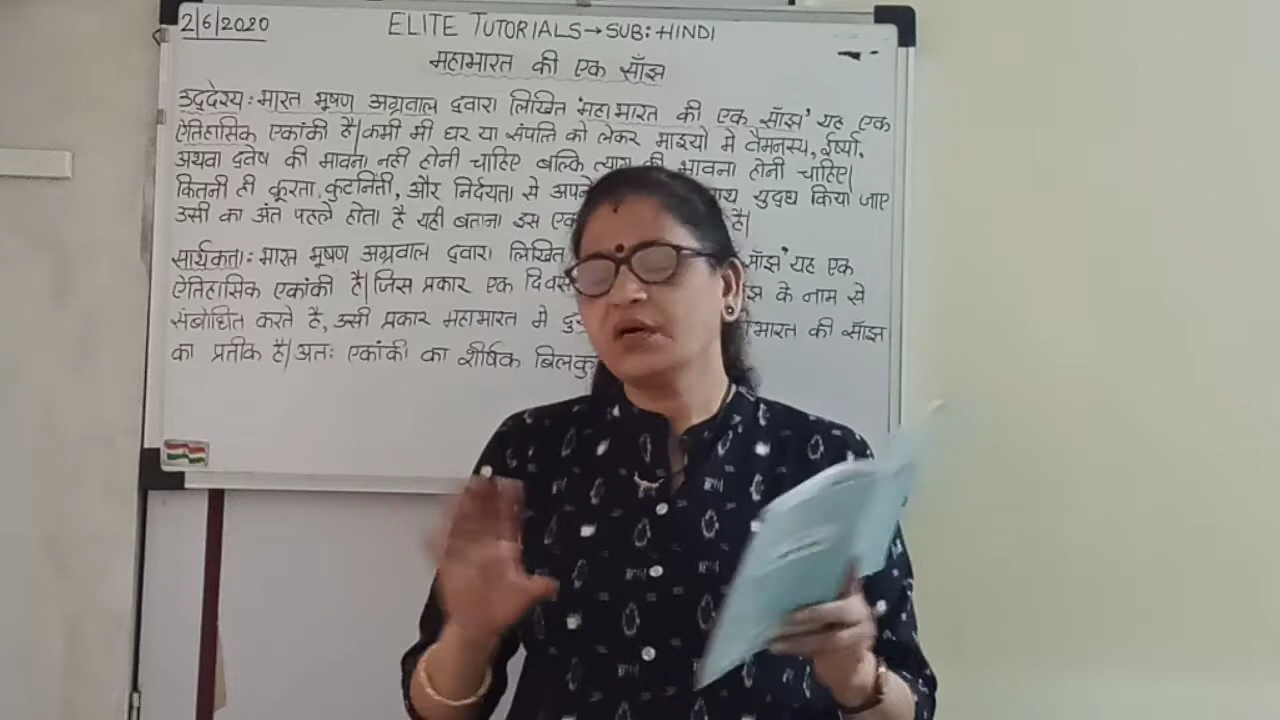 2/6/2020
ELITE TUTORIALS→SUB: HINDI
महाभारत की एक साँझ
उद्देश्य: भारत भूषण अग्रवाल द्वारा लिखित 'महाभारत की एक साँझ' यह एक
ऐतिहासिक एकांकी है| कभी भी घर या संपति को लेकर भाइयो मे वैमनस्य, ईर्ष्या,
अथवा द्वेष की भावना नही होनी चाहिए बल्कि त्याग की भावना होनी चाहिए|
कितनी ही क्रूरता, कुटनिती, और निर्दयता से अपने युद्ध किया जाए
उसी का अंत पहले होता है यही बताना इस है|
सार्थकता: भारत भूषण अग्रवाल द्वारा लिखित साँझ' यह एक
ऐतिहासिक एकांकी है| जिस प्रकार एक दिवस के नाम से
संबोधित करते है, उसी प्रकार महाभारत मे की साँझ
का प्रतीक है| अतः एकांकी का शीर्षक